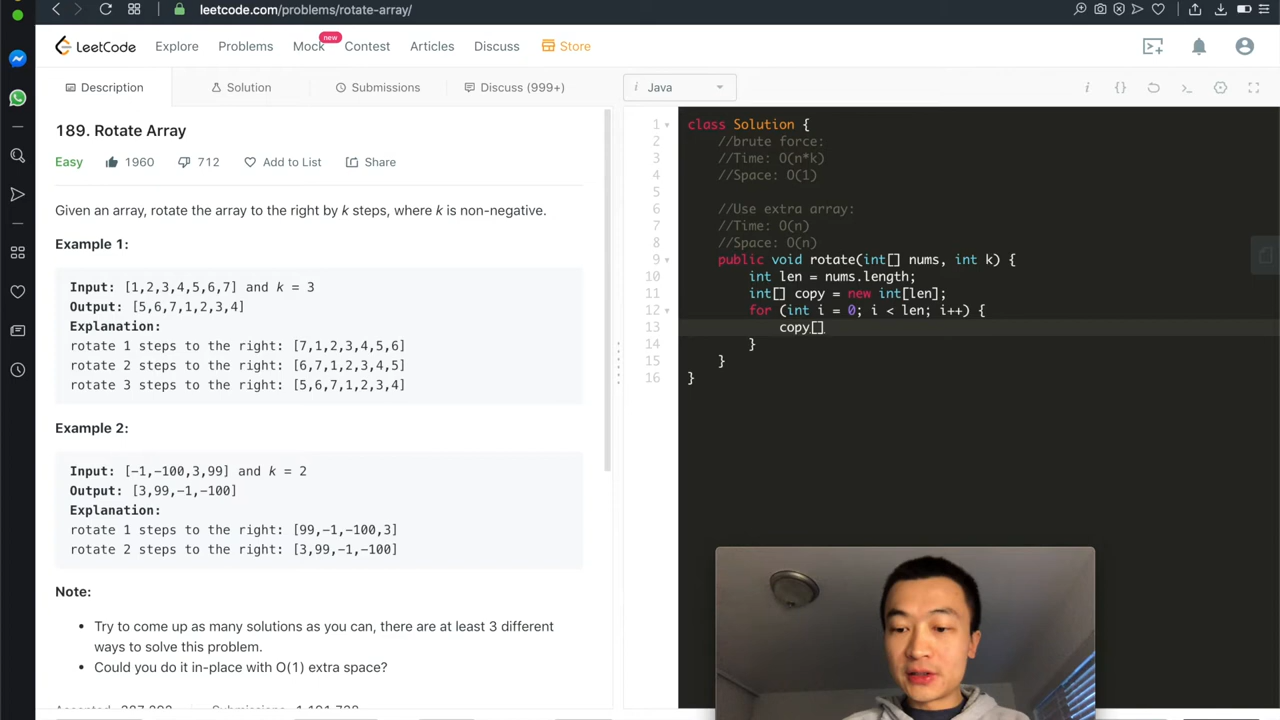 leetcode.com/problems/rotate-array/
LeetCode Explore Problems Mock new Contest Articles Discuss Store
Description Solution Submissions Discuss (999+)
i Java
189. Rotate Array
Easy 1960 712 Add to List Share
Given an array, rotate the array to the right by k steps, where k is non-negative.
Example 1:
Input: [1,2,3,4,5,6,7] and k = 3
Output: [5,6,7,1,2,3,4]
Explanation:
rotate 1 steps to the right: [7,1,2,3,4,5,6]
rotate 2 steps to the right: [6,7,1,2,3,4,5]
rotate 3 steps to the right: [5,6,7,1,2,3,4]
Example 2:
Input: [-1,-100,3,99] and k = 2
Output: [3,99,-1,-100]
Explanation:
rotate 1 steps to the right: [99,-1,-100,3]
rotate 2 steps to the right: [3,99,-1,-100]
Note:
• Try to come up as many solutions as you can, there are at least 3 different
ways to solve this problem.
• Could you do it in-place with O(1) extra space?
1 class Solution {
2 //brute force:
3 //Time: O(n*k)
4 //Space: O(1)
5
6 //Use extra array:
7 //Time: O(n)
8 //Space: O(n)
9 public void rotate(int[] nums, int k) {
10 int len = nums.length;
11 int[] copy = new int[len];
12 for (int i = 0; i < len; i++) {
13 copy[]
14 }
15 }
16 }